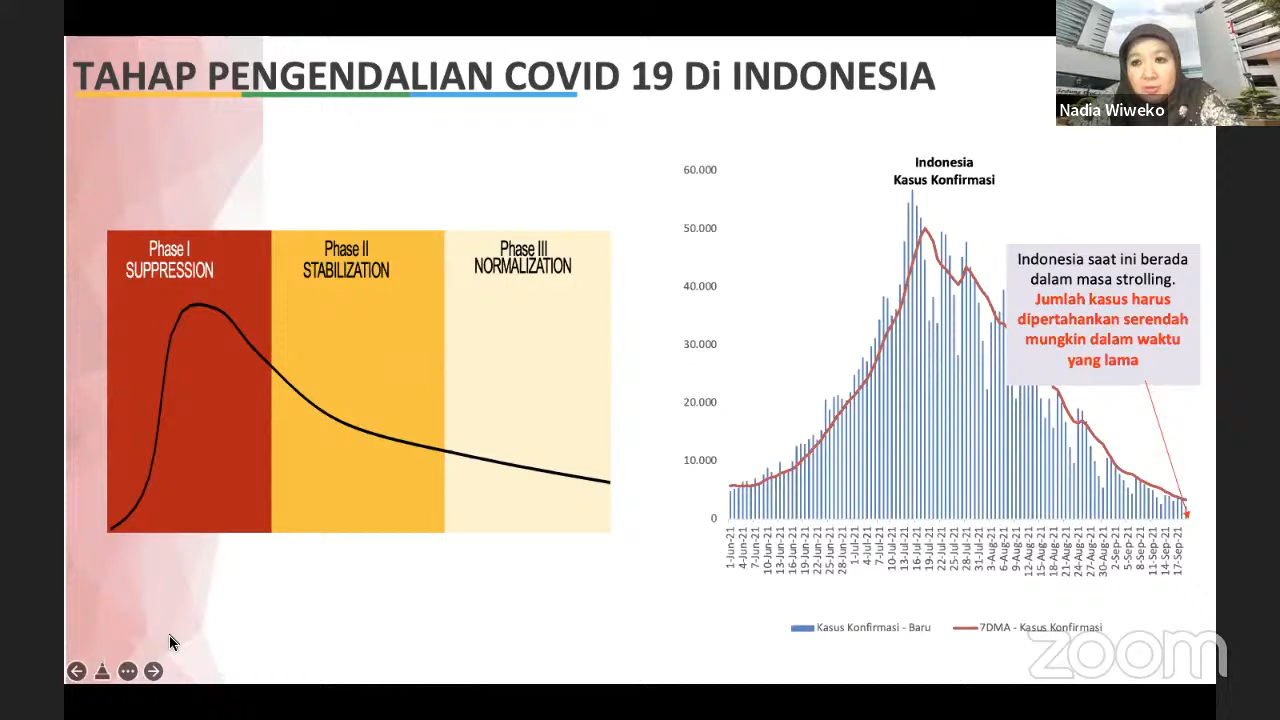 TAHAP PENGENDALIAN COVID 19 Di INDONESIA
Nadia Wiweko
Phase I
SUPPRESSION
Phase II
STABILIZATION
Phase III
NORMALIZATION
Indonesia
Kasus Konfirmasi
60.000
50.000
40.000
30.000
20.000
10.000
0
Indonesia saat ini berada
dalam masa strolling.
Jumlah kasus harus
dipertahankan serendah
mungkin dalam waktu
yang lama
1-Jun-21
4-Jun-21
7-Jun-21
10-Jun-21
13-Jun-21
16-Jun-21
19-Jun-21
22-Jun-21
25-Jun-21
28-Jun-21
1-Jul-21
4-Jul-21
7-Jul-21
10-Jul-21
13-Jul-21
16-Jul-21
19-Jul-21
22-Jul-21
25-Jul-21
28-Jul-21
31-Jul-21
3-Aug-21
6-Aug-21
9-Aug-21
12-Aug-21
15-Aug-21
18-Aug-21
21-Aug-21
24-Aug-21
27-Aug-21
30-Aug-21
2-Sep-21
5-Sep-21
8-Sep-21
11-Sep-21
14-Sep-21
17-Sep-21
Kasus Konfirmasi - Baru
7DMA - Kasus Konfirmasi
zoom